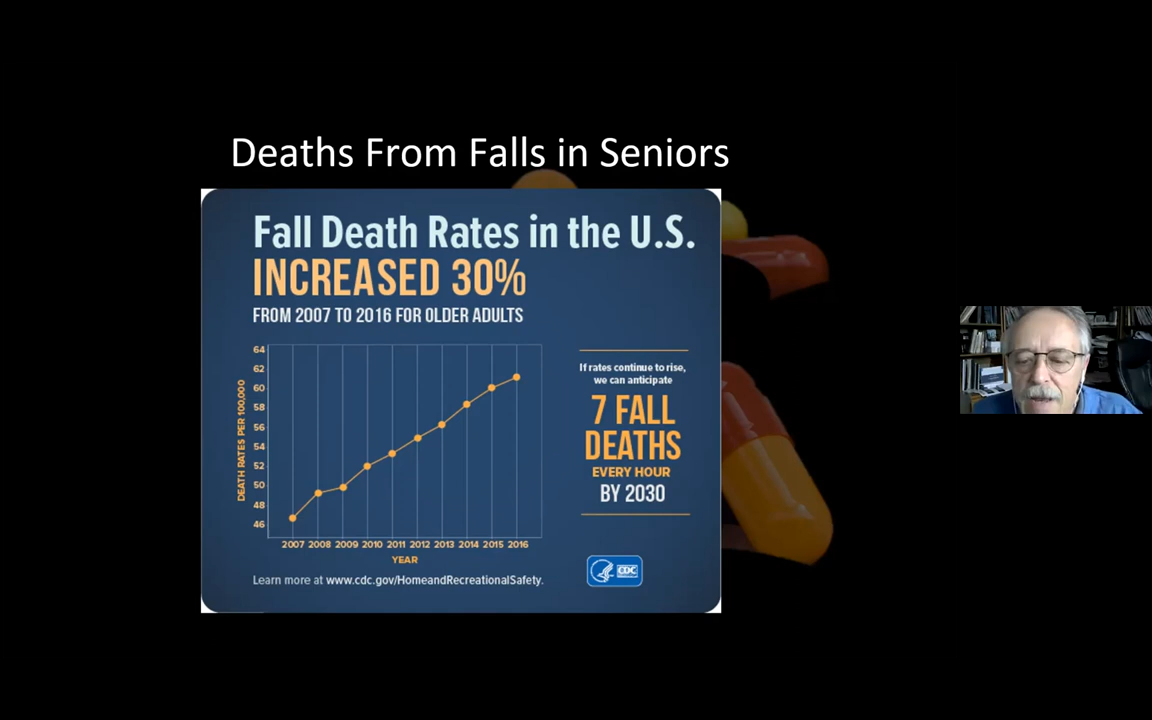 Deaths From Falls in Seniors
Fall Death Rates in the U.S.
INCREASED 30%
FROM 2007 TO 2016 FOR OLDER ADULTS
64
62
60
58
56
54
52
50
48
46
DEATH RATES PER 100,000
2007 2008 2009 2010 2011 2012 2013 2014 2015 2016
YEAR
If rates continue to rise,
we can anticipate
7 FALL
DEATHS
EVERY HOUR
BY 2030
Learn more at www.cdc.gov/HomeandRecreationalSafety.
CDC